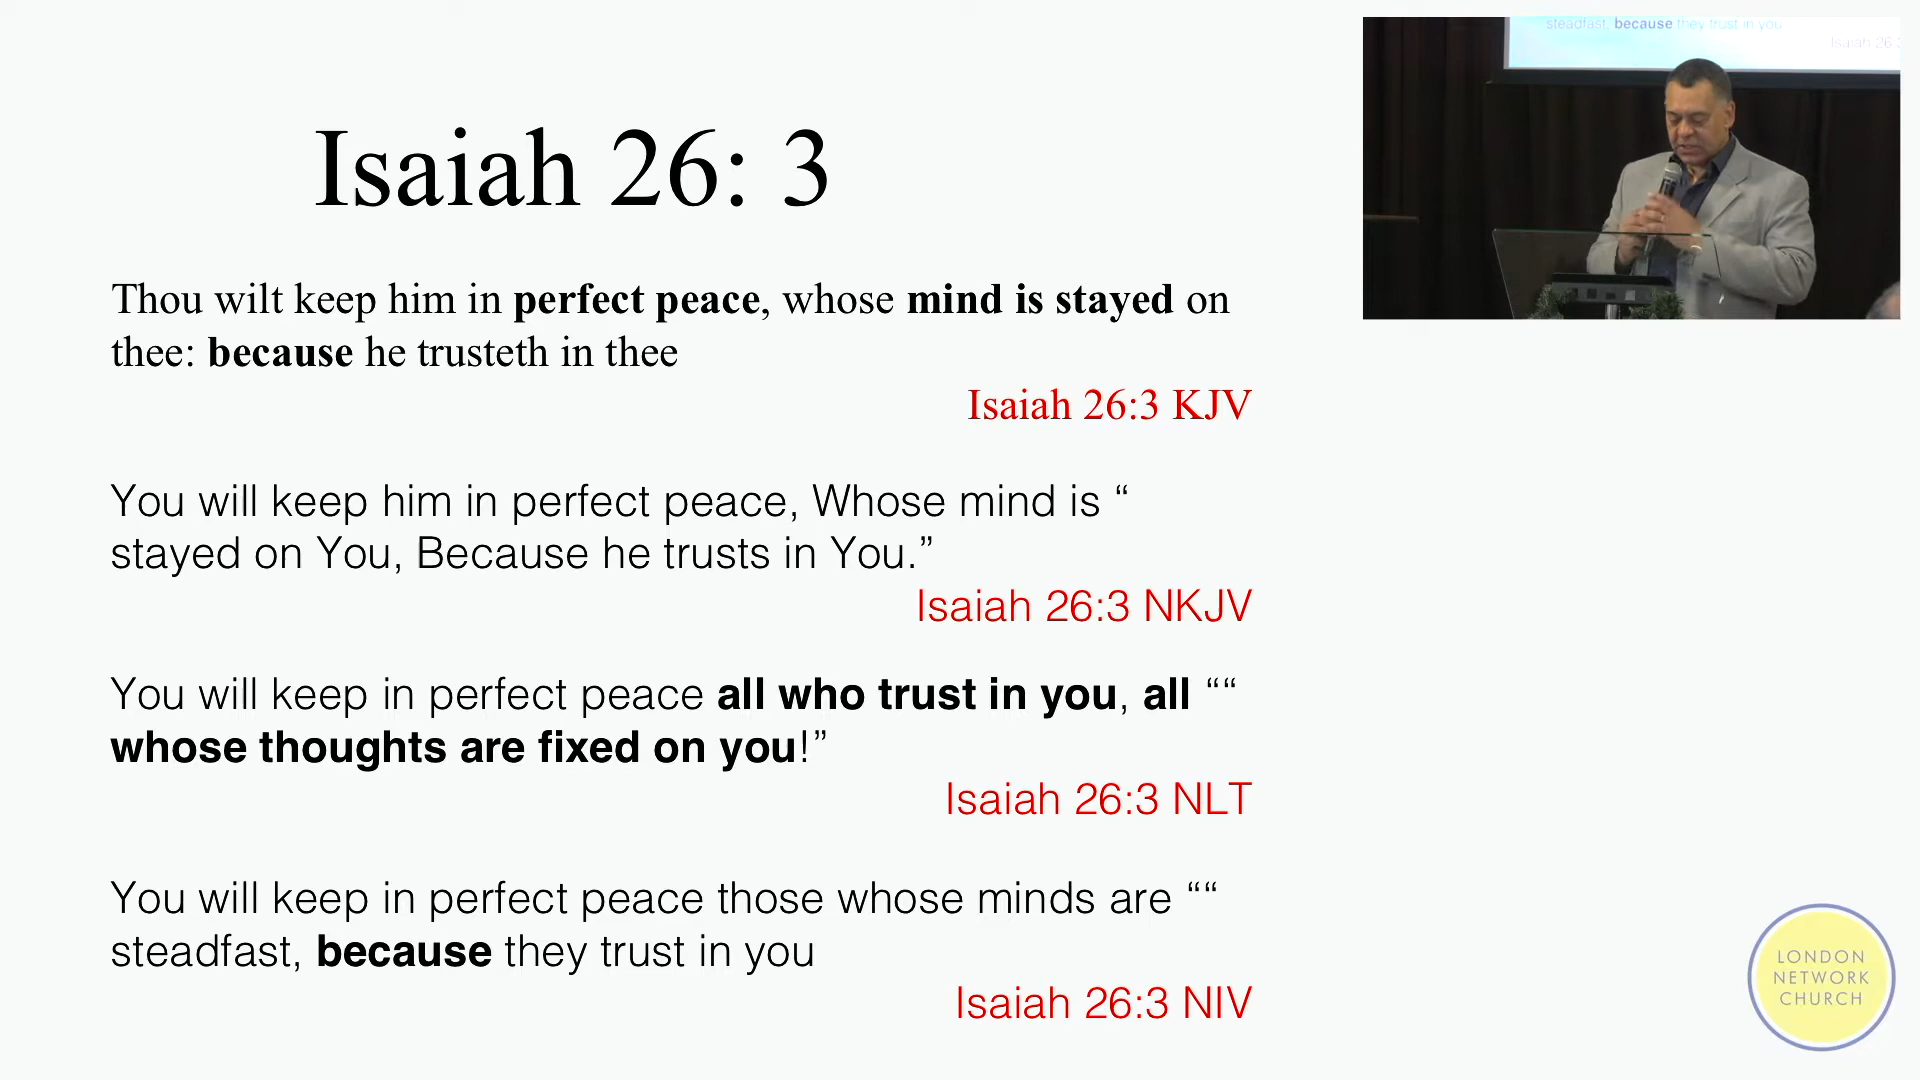 steadfast, because they trust in you
Isaiah 26:
Isaiah 26: 3
Thou wilt keep him in perfect peace, whose mind is stayed on
thee: because he trusteth in thee
Isaiah 26:3 KJV
You will keep him in perfect peace, Whose mind is “
stayed on You, Because he trusts in You.”
Isaiah 26:3 NKJV
You will keep in perfect peace all who trust in you, all ““
whose thoughts are fixed on you!”
Isaiah 26:3 NLT
You will keep in perfect peace those whose minds are ““
steadfast, because they trust in you
Isaiah 26:3 NIV
LONDON
NETWORK
CHURCH